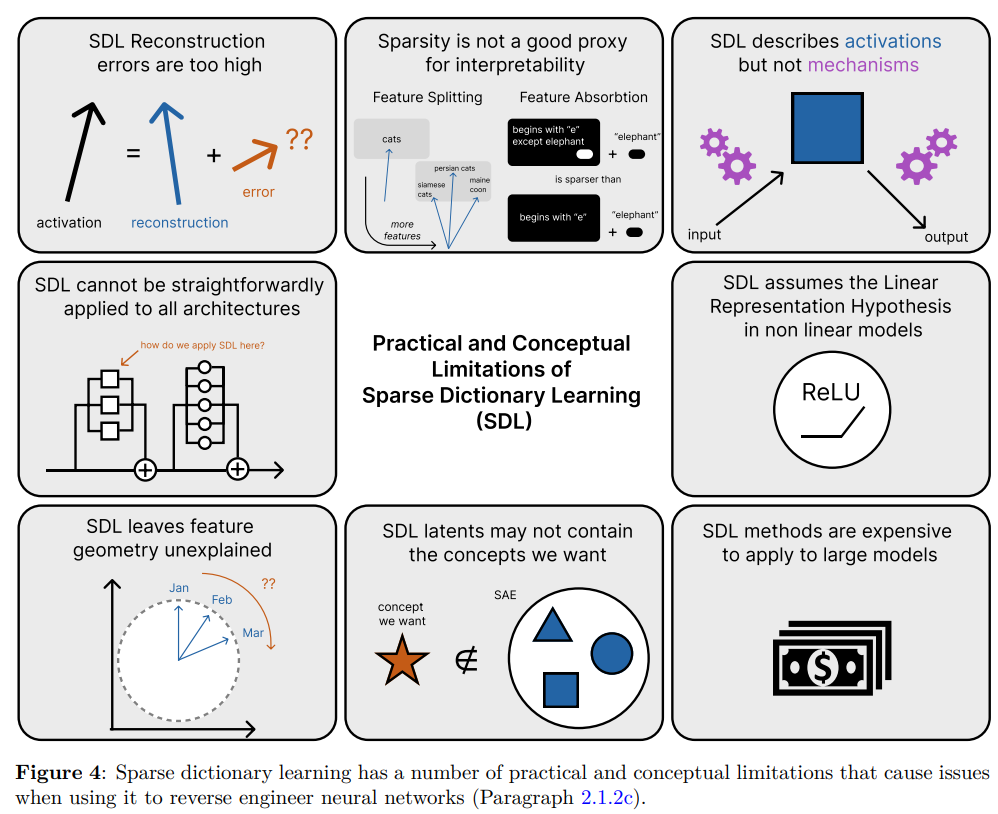 SDL Reconstruction
errors are too high
=
+
??
error
activation
reconstruction
Sparsity is not a good proxy
for interpretability
Feature Splitting
cats
persian cats
siamese
cats
maine
coon
more
features
Feature Absorbtion
begins with "e"
except elephant
+
"elephant"
is sparser than
begins with "e"
+
"elephant"
SDL describes activations
but not mechanisms
input
output
SDL cannot be straightforwardly
applied to all architectures
how do we apply SDL here?
+
+
Practical and Conceptual
Limitations of
Sparse Dictionary Learning
(SDL)
SDL assumes the Linear
Representation Hypothesis
in non linear models
ReLU
SDL leaves feature
geometry unexplained
Jan
Feb
Mar
??
SDL latents may not contain
the concepts we want
concept
we want
∉
SAE
SDL methods are expensive
to apply to large models
$
Figure 4: Sparse dictionary learning has a number of practical and conceptual limitations that cause issues
when using it to reverse engineer neural networks (Paragraph 2.1.2c).